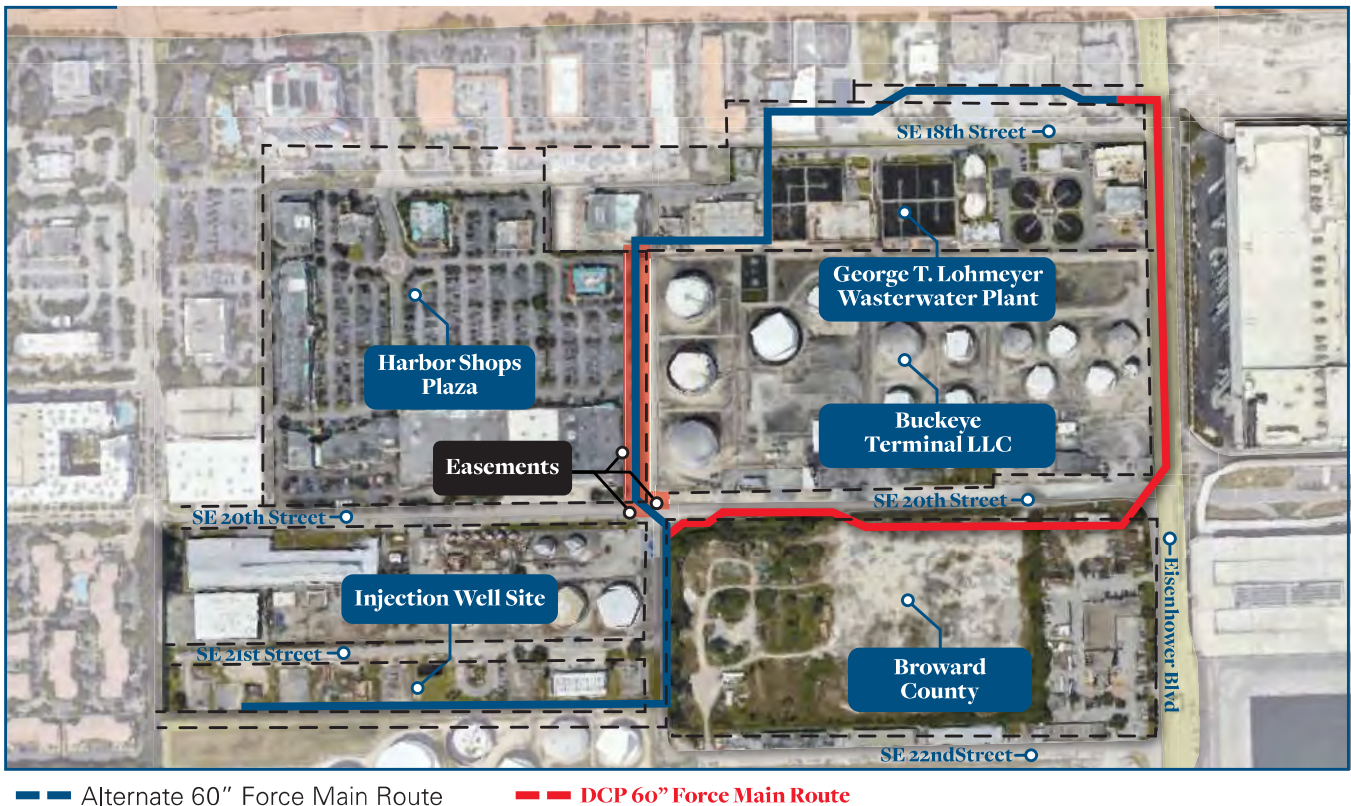 SE 18th Street
George T. Lohmeyer
Wasterwater Plant
Harbor Shops
Plaza
Buckeye
Terminal LLC
Easements
SE 20th Street
SE 20th Street
Injection Well Site
Eisenhower Blvd
SE 21st Street
Broward
County
SE 22ndStreet
Alternate 60” Force Main Route
DCP 60” Force Main Route